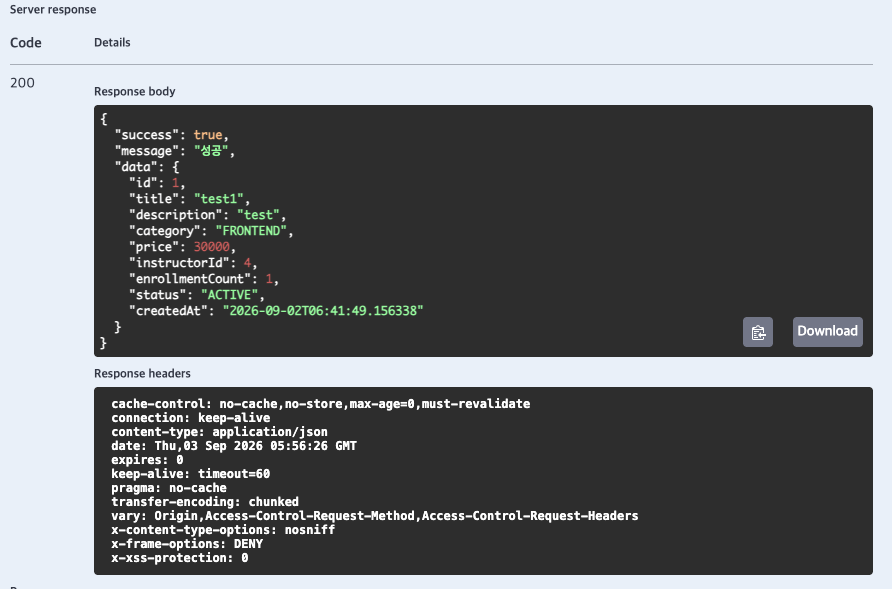 Server response
Code Details
200
Response body
{
"success": true,
"message": "성공",
"data": {
"id": 1,
"title": "test1",
"description": "test",
"category": "FRONTEND",
"price": 30000,
"instructorId": 4,
"enrollmentCount": 1,
"status": "ACTIVE",
"createdAt": "2026-09-02T06:41:49.156338"
}
}
Download
Response headers
cache-control: no-cache,no-store,max-age=0,must-revalidate
connection: keep-alive
content-type: application/json
date: Thu,03 Sep 2026 05:56:26 GMT
expires: 0
keep-alive: timeout=60
pragma: no-cache
transfer-encoding: chunked
vary: Origin,Access-Control-Request-Method,Access-Control-Request-Headers
x-content-type-options: nosniff
x-frame-options: DENY
x-xss-protection: 0